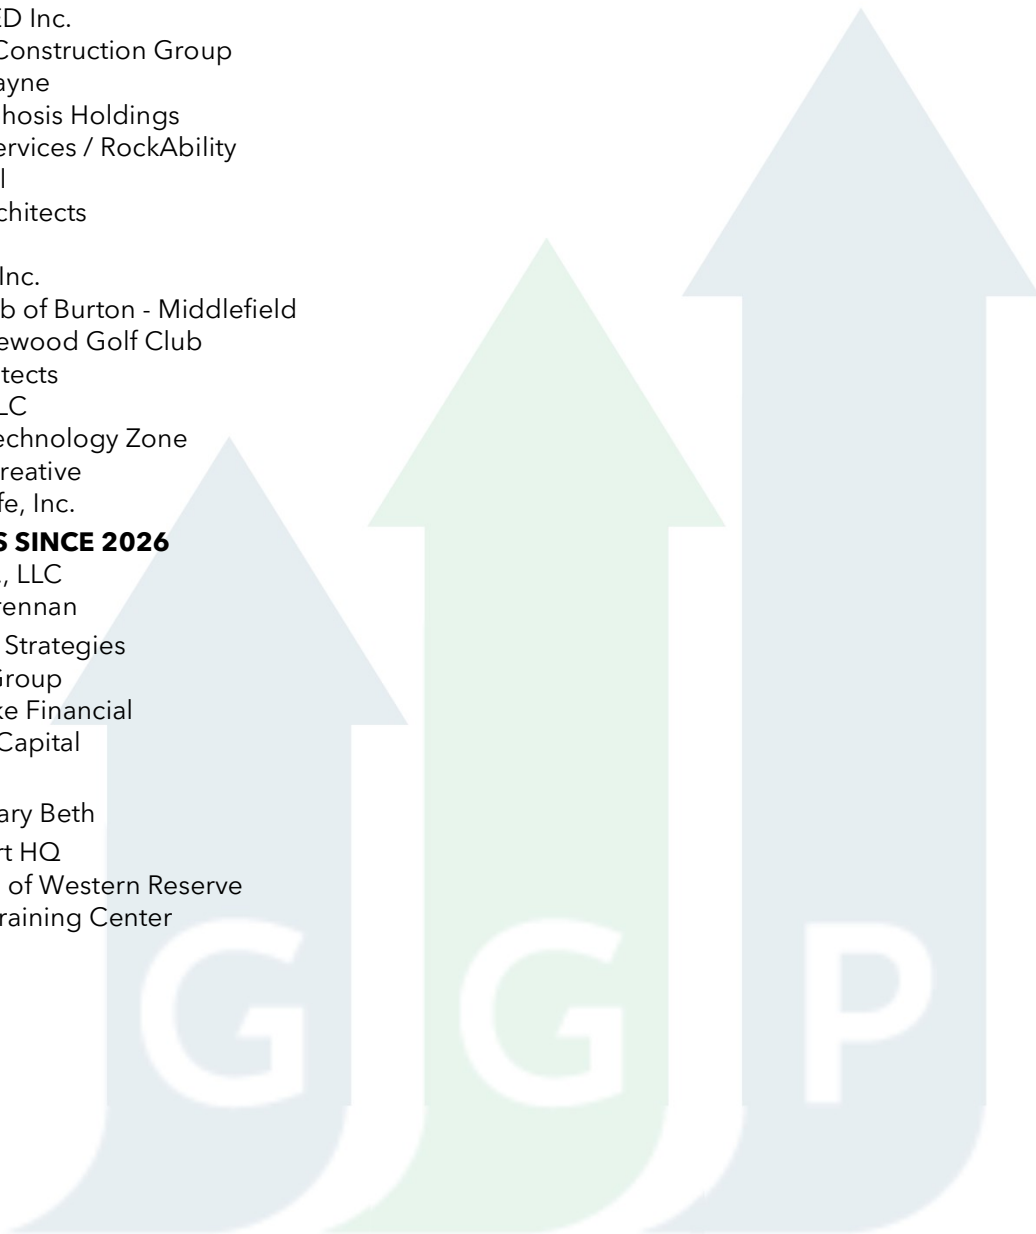 ED Inc.
Construction Group
ayne
hosis Holdings
ervices / RockAbility
l
chitects
Inc.
b of Burton - Middlefield
ewood Golf Club
tects
LC
echnology Zone
reative
fe, Inc.
S SINCE 2026
., LLC
rennan
Strategies
Group
ke Financial
Capital
ary Beth
rt HQ
of Western Reserve
raining Center
G G P